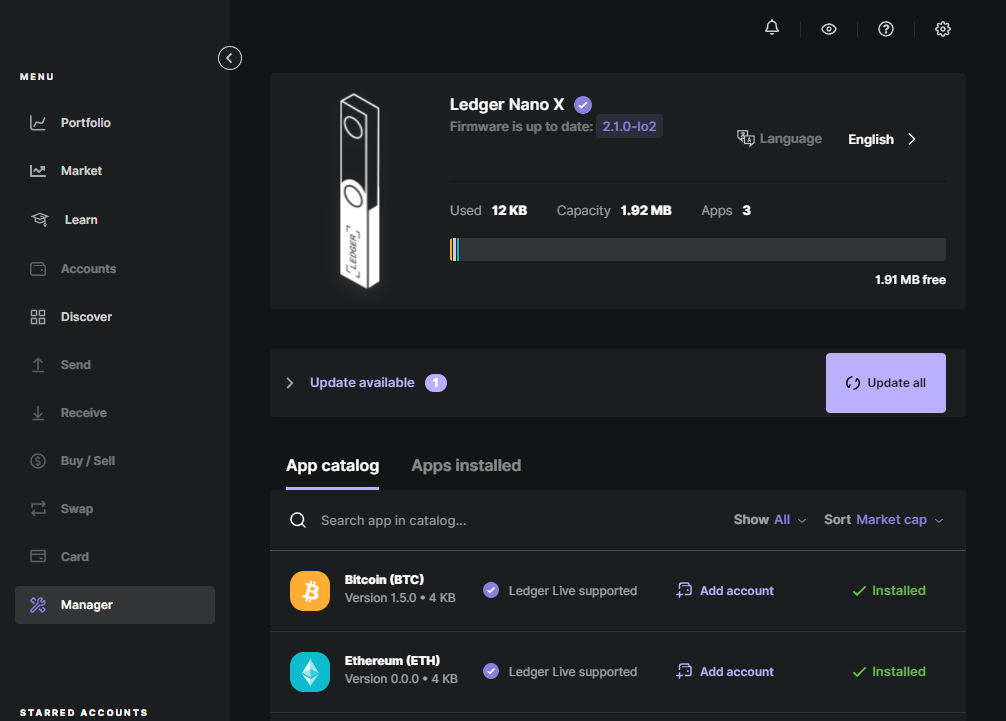 MENU
Portfolio
Market
Learn
Accounts
Discover
Send
Receive
Buy / Sell
Swap
Card
Manager
STARRED ACCOUNTS
Ledger Nano X
Firmware is up to date: 2.1.0-lo2
Language English
Used 12 KB Capacity 1.92 MB Apps 3
1.91 MB free
LEDGER
Update available 1
Update all
App catalog Apps installed
Search app in catalog... Show All Sort Market cap
Bitcoin (BTC)
Version 1.5.0 • 4 KB Ledger Live supported Add account Installed
Ethereum (ETH)
Version 0.0.0 • 4 KB Ledger Live supported Add account Installed